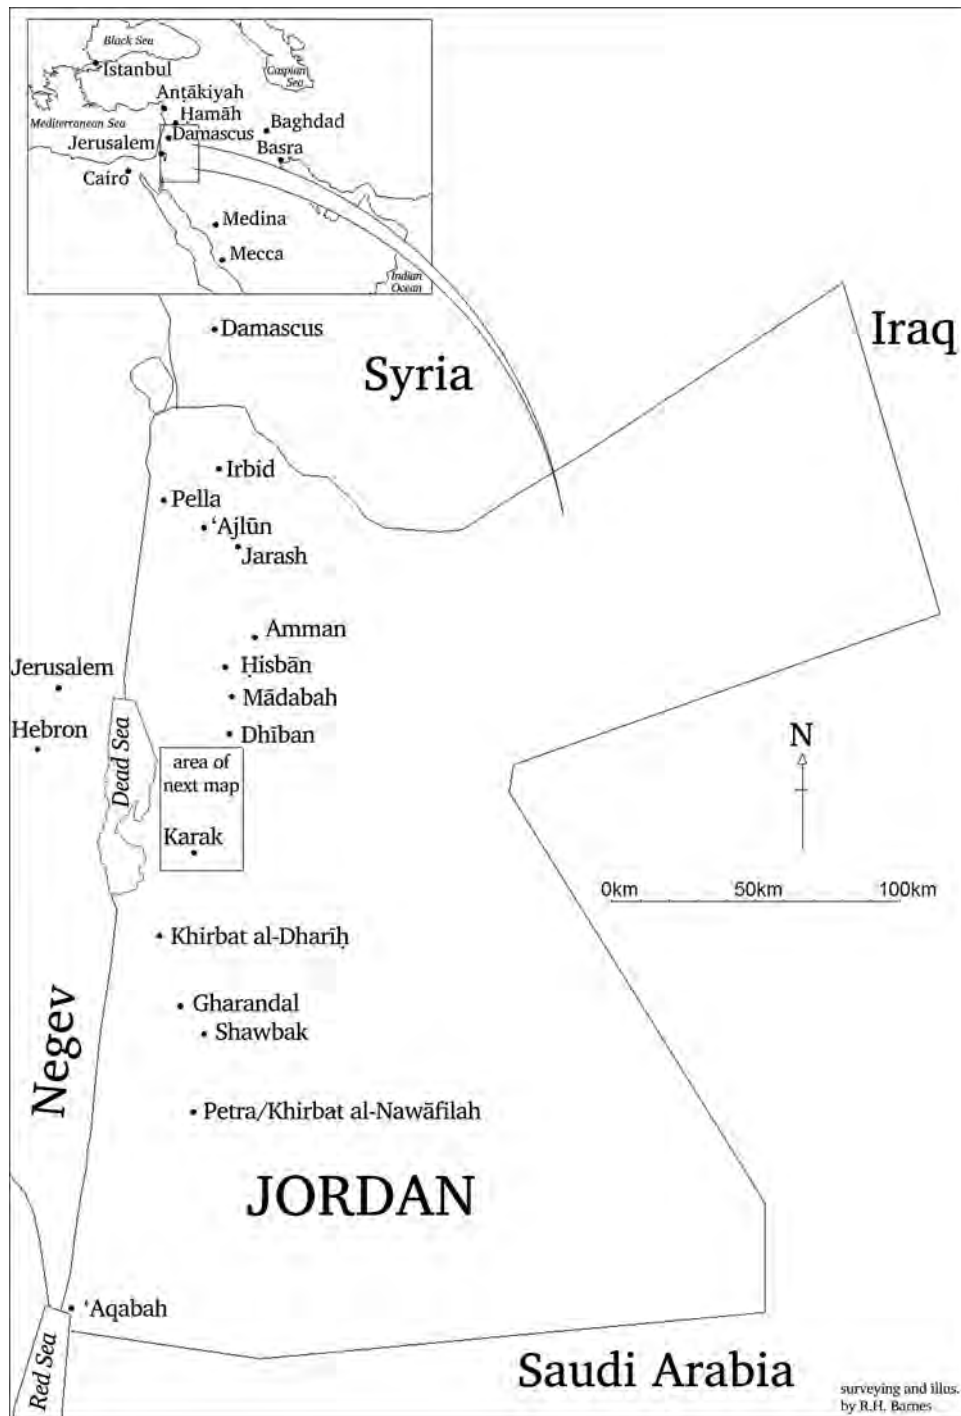 Black Sea
Istanbul
Caspian
Sea
Anṭākiyah
Mediterranean Sea
Hamāh
Baghdad
Damascus
Jerusalem
Basra
Cairo
Medina
Mecca
Indian
Ocean
Damascus
Iraq
Syria
Irbid
Pella
‘Ajlūn
Jarash
Amman
Jerusalem
Ḥisbān
Mādabah
Hebron
Dhīban
N
Dead Sea
area of
next map
Karak
0km 50km 100km
Khirbat al-Dharīḥ
Gharandal
Shawbak
Negev
Petra/Khirbat al-Nawāfilah
JORDAN
‘Aqabah
Red Sea
Saudi Arabia
surveying and illus.
by R.H. Barnes